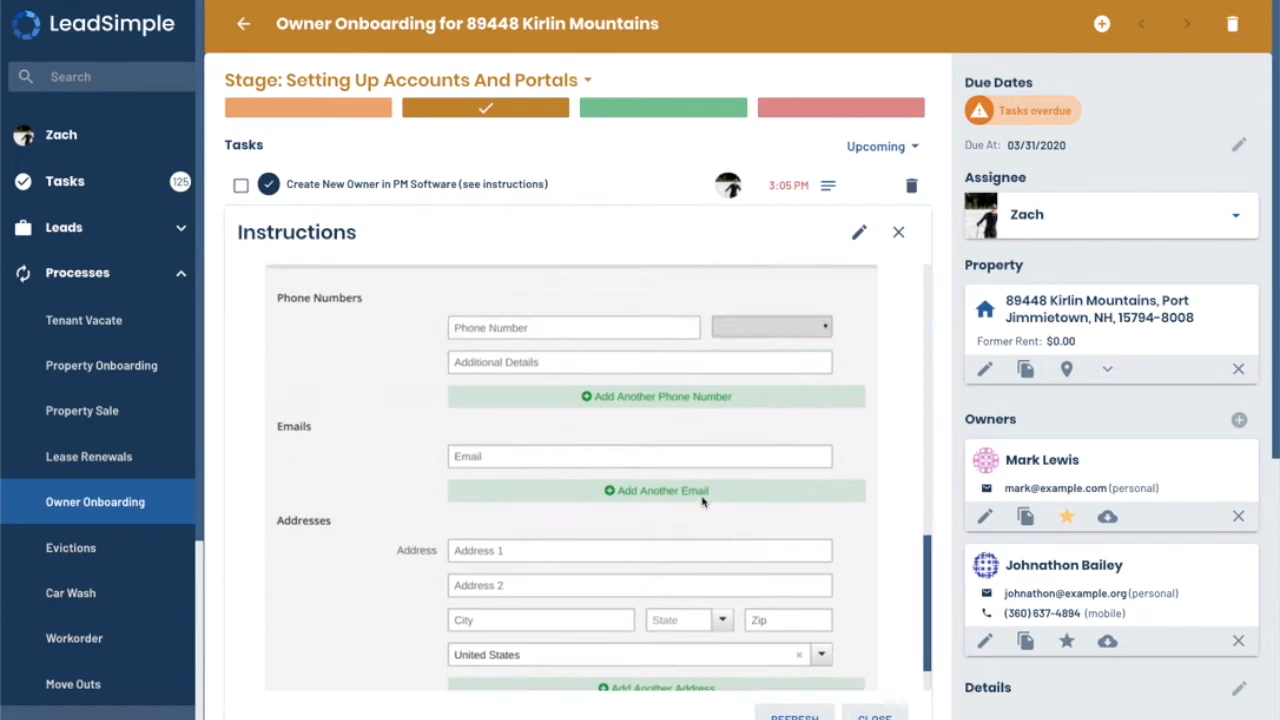 LeadSimple
Search
Zach
Tasks
125
Leads
Processes
Tenant Vacate
Property Onboarding
Property Sale
Lease Renewals
Owner Onboarding
Evictions
Car Wash
Workorder
Move Outs
Owner Onboarding for 89448 Kirlin Mountains
Stage: Setting Up Accounts And Portals
Tasks
Upcoming
Create New Owner in PM Software (see instructions)
3:05 PM
Instructions
Phone Numbers
Phone Number
Additional Details
Add Another Phone Number
Emails
Email
Add Another Email
Addresses
Address
Address 1
Address 2
City
State
Zip
United States
Add Another Address
REFRESH
CLOSE
Due Dates
Tasks overdue
Due At: 03/31/2020
Assignee
Zach
Property
89448 Kirlin Mountains, Port
Jimmietown, NH, 15794-8008
Former Rent: $0.00
Owners
Mark Lewis
mark@example.com (personal)
Johnathon Bailey
johnathon@example.org (personal)
(360) 637-4894 (mobile)
Details